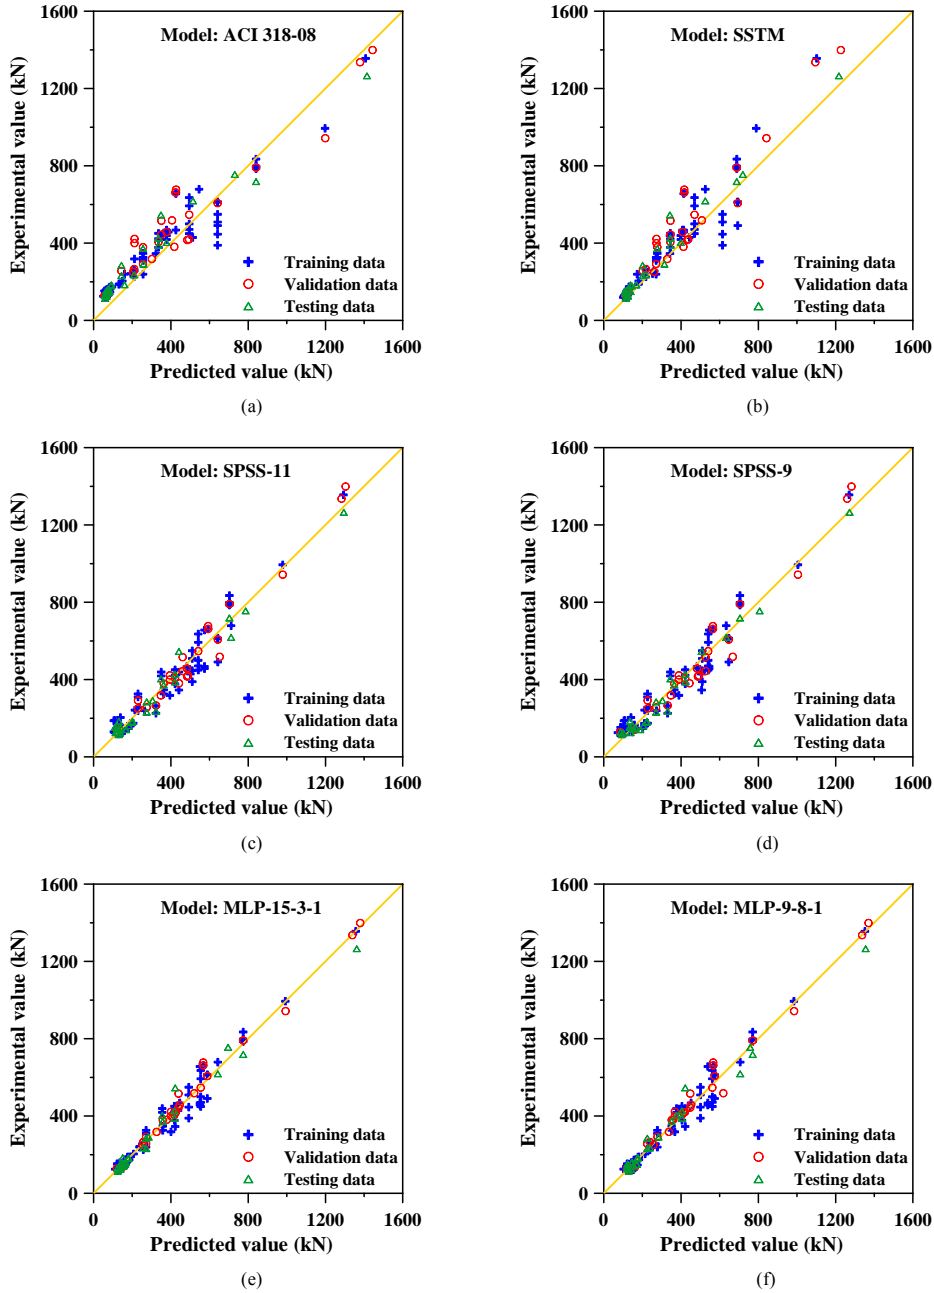 Model: ACI 318-08
Experimental value (kN)
1600
1200
800
400
0
Training data
Validation data
Testing data
0 400 800 1200 1600
Predicted value (kN)
(a)
Model: SSTM
Experimental value (kN)
1600
1200
800
400
0
Training data
Validation data
Testing data
0 400 800 1200 1600
Predicted value (kN)
(b)
Model: SPSS-11
Experimental value (kN)
1600
1200
800
400
0
Training data
Validation data
Testing data
0 400 800 1200 1600
Predicted value (kN)
(c)
Model: SPSS-9
Experimental value (kN)
1600
1200
800
400
0
Training data
Validation data
Testing data
0 400 800 1200 1600
Predicted value (kN)
(d)
Model: MLP-15-3-1
Experimental value (kN)
1600
1200
800
400
0
Training data
Validation data
Testing data
0 400 800 1200 1600
Predicted value (kN)
(e)
Model: MLP-9-8-1
Experimental value (kN)
1600
1200
800
400
0
Training data
Validation data
Testing data
0 400 800 1200 1600
Predicted value (kN)
(f)